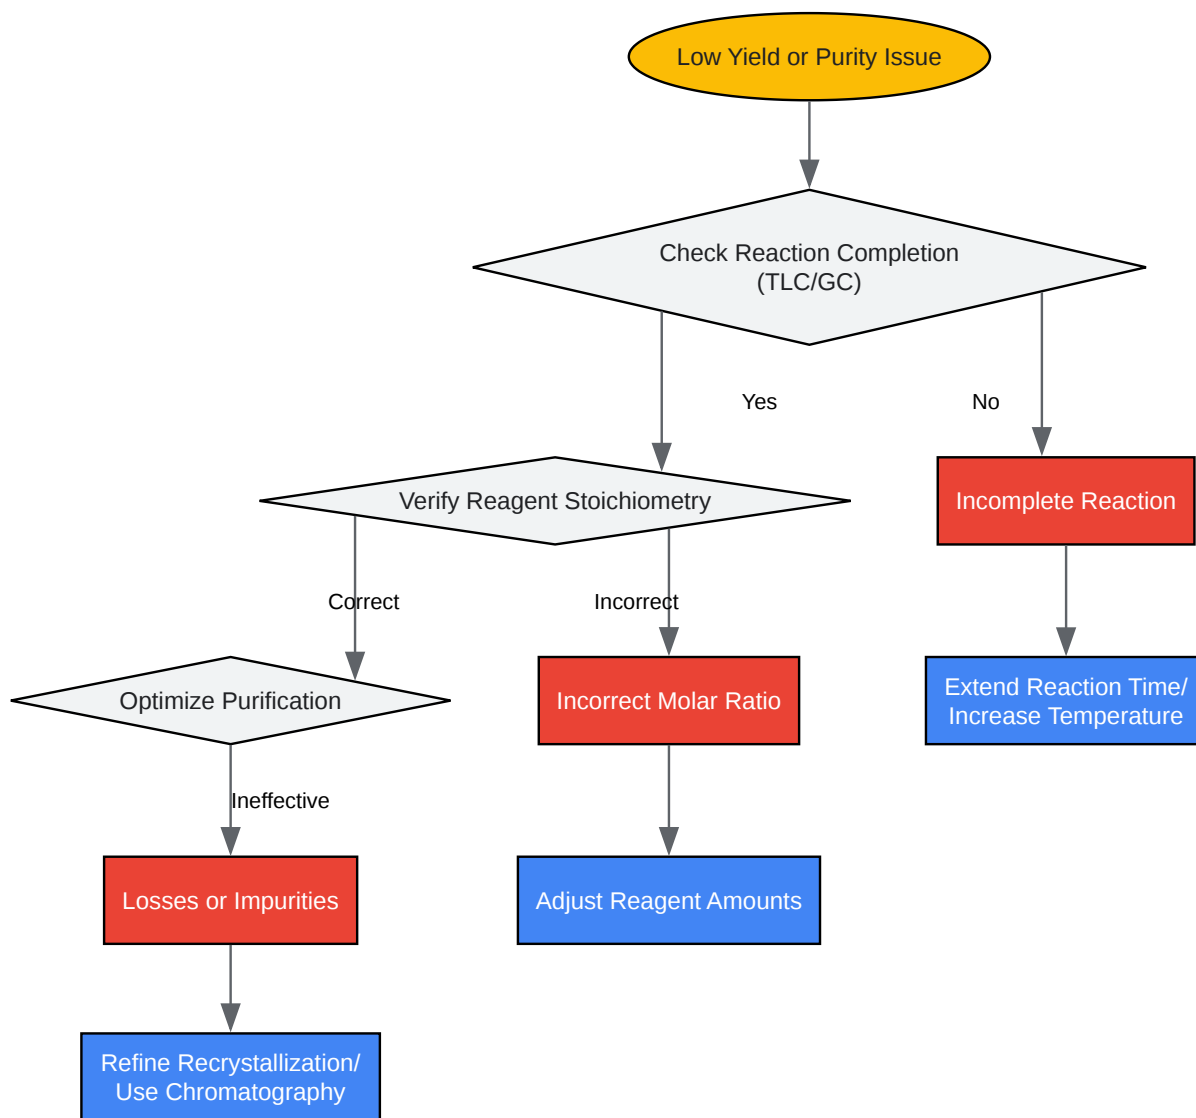 Low Yield or Purity Issue
Check Reaction Completion
(TLC/GC)
Yes
No
Verify Reagent Stoichiometry
Incomplete Reaction
Correct
Incorrect
Optimize Purification
Incorrect Molar Ratio
Extend Reaction Time/
Increase Temperature
Ineffective
Losses or Impurities
Adjust Reagent Amounts
Refine Recrystallization/
Use Chromatography